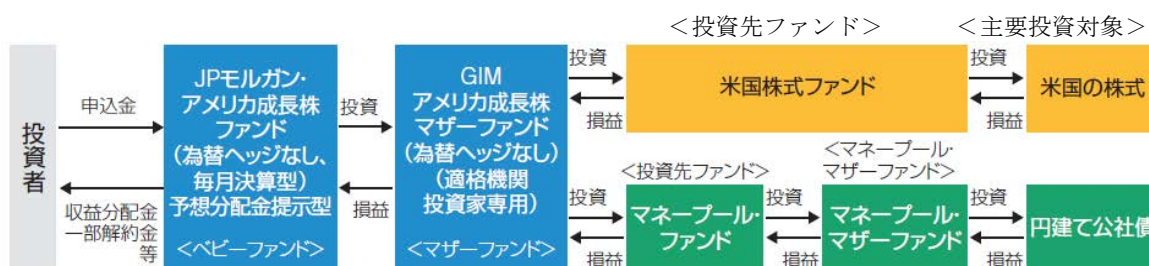 ＜投資先ファンド＞
＜主要投資対象＞
投資者
申込金
収益分配金
一部解約金
等
JPモルガン・
アメリカ成長株
ファンド
(為替ヘッジなし、
毎月決算型)
予想分配金提示型
＜ベビーファンド＞
投資
損益
GIM
アメリカ成長株
マザーファンド
(為替ヘッジなし)
(適格機関
投資家専用)
＜マザーファンド＞
投資
損益
米国株式ファンド
投資
損益
米国の株式
＜投資先ファンド＞
投資
損益
マネープール・
ファンド
投資
損益
＜マネープール・
マザーファンド＞
マネープール・
マザーファンド
投資
損益
円建て公社債